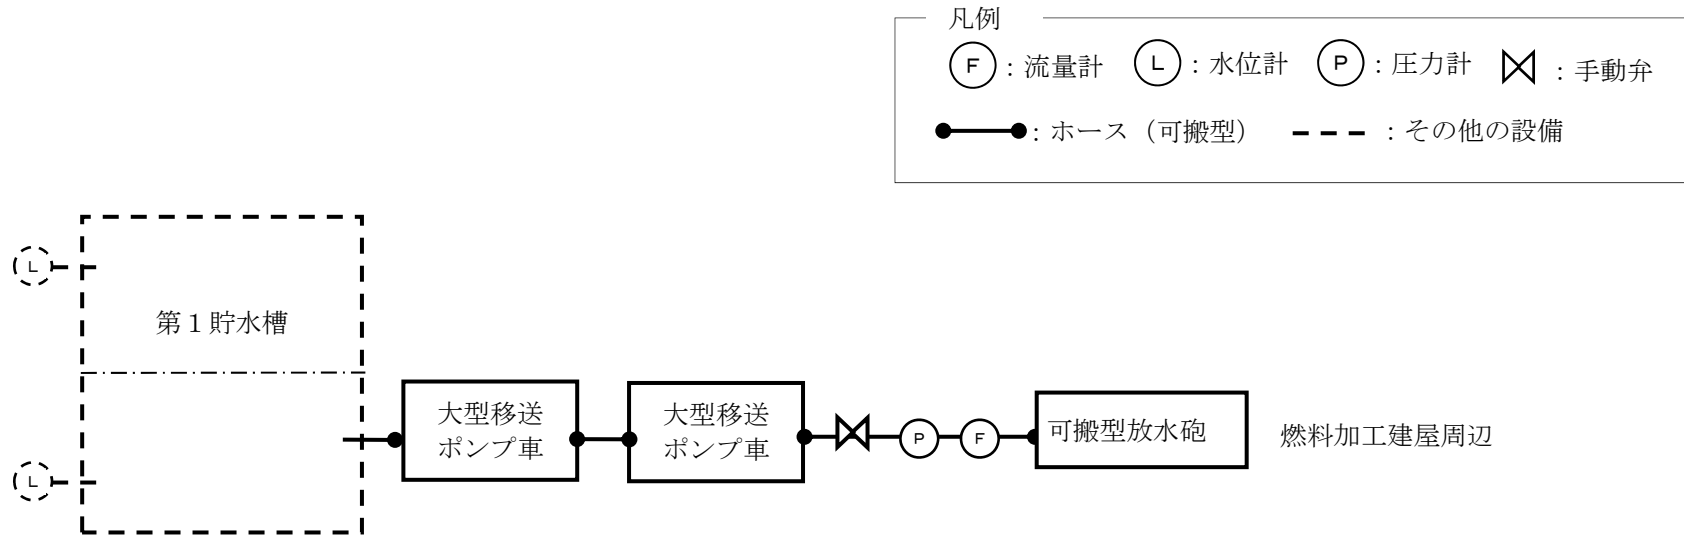 凡例
F：流量計 L：水位計 P：圧力計 ：手動弁
：ホース（可搬型） ：その他の設備
L
第１貯水槽
大型移送
ポンプ車
大型移送
ポンプ車
P
F
可搬型放水砲
燃料加工建屋周辺
L